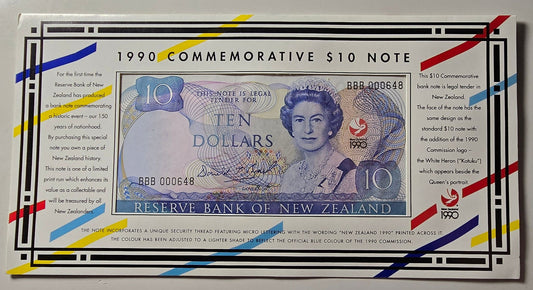 1990 COMMEMORATIVE $10 NOTE
For the first time the
Reserve Bank of New
Zealand has produced
a bank note commemorating
a historic event – our 150
years of nationhood.
By purchasing this special
note you own a piece of
New Zealand history.
This note is one of a limited
print run which enhances its
value as a collectable and
will be treasured by all
New Zealanders.
10
THIS NOTE IS LEGAL
TENDER FOR
TEN
DOLLARS
BBB 000648
BBB 000648
1990
10
RESERVE BANK OF NEW ZEALAND
This $10 Commemorative
bank note is legal tender in
New Zealand.
The face of the note has the
same design as the
standard $10 note with
the addition of the 1990
Commission logo –
the White Heron ("Kotuku")
which appears beside the
Queen's portrait.
1990
THE NOTE INCORPORATES A UNIQUE SECURITY THREAD FEATURING MICRO LETTERING WITH THE WORDING "NEW ZEALAND 1990" PRINTED ACROSS IT.
THE COLOUR HAS BEEN ADJUSTED TO A LIGHTER SHADE TO REFLECT THE OFFICIAL BLUE COLOUR OF THE 1990 COMMISSION.